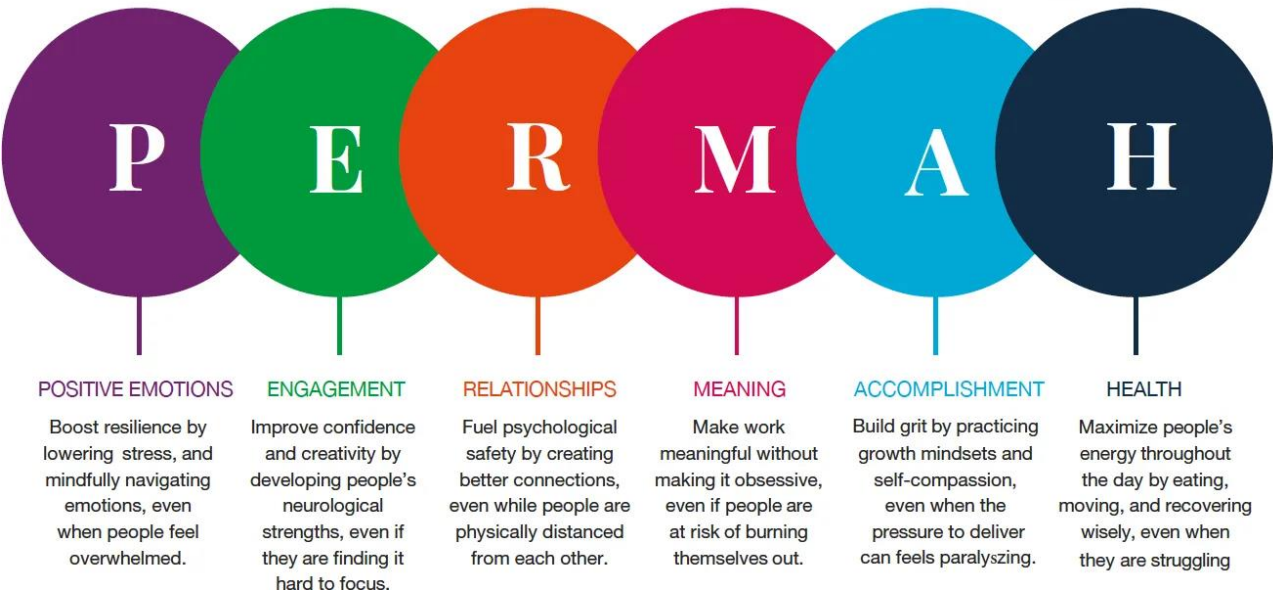 P E R M A H
POSITIVE EMOTIONS
Boost resilience by
lowering stress, and
mindfully navigating
emotions, even
when people feel
overwhelmed.
ENGAGEMENT
Improve confidence
and creativity by
developing people's
neurological
strengths, even if
they are finding it
hard to focus.
RELATIONSHIPS
Fuel psychological
safety by creating
better connections,
even while people are
physically distanced
from each other.
MEANING
Make work
meaningful without
making it obsessive,
even if people are
at risk of burning
themselves out.
ACCOMPLISHMENT
Build grit by practicing
growth mindsets and
self-compassion,
even when the
pressure to deliver
can feels paralyszing.
HEALTH
Maximize people's
energy throughout
the day by eating,
moving, and recovering
wisely, even when
they are struggling